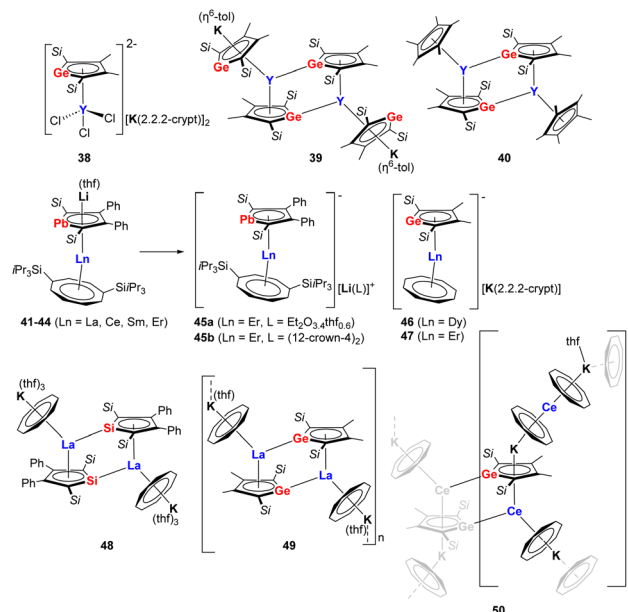 Si
Ge
Si
Y
Cl
Cl
Cl
2-
[K(2.2.2-crypt)]2
38
(η6-tol)
K
Si
Ge
Si
Y
Ge
Si
Si
Si
Si
Ge
Y
Si
Ge
Si
K
(η6-tol)
39
Si
Ge
Si
Y
Si
Si
Ge
Y
40
(thf)
Li
Si
Ph
Pb
Ph
Si
Ln
iPr3Si
SiiPr3
41-44 (Ln = La, Ce, Sm, Er)
Si
Ph
Pb
Ph
Si
Ln
iPr3Si
SiiPr3
-
[Li(L)]+
45a (Ln = Er, L = Et2O3.4thf0.6)
45b (Ln = Er, L = (12-crown-4)2)
Si
Ge
Si
Ln
-
[K(2.2.2-crypt)]
46 (Ln = Dy)
47 (Ln = Er)
(thf)3
K
Si
Ph
Si
Ph
La
Si
Ph
Si
La
Ph
Si
Si
K
(thf)3
48
(thf)
K
Si
La
Ge
Si
Si
La
Ge
Si
K
(thf)
n
49
thf
K
Ce
K
K
Si
Ge
Si
Ce
Si
Ce
Ge
Si
K
K
50